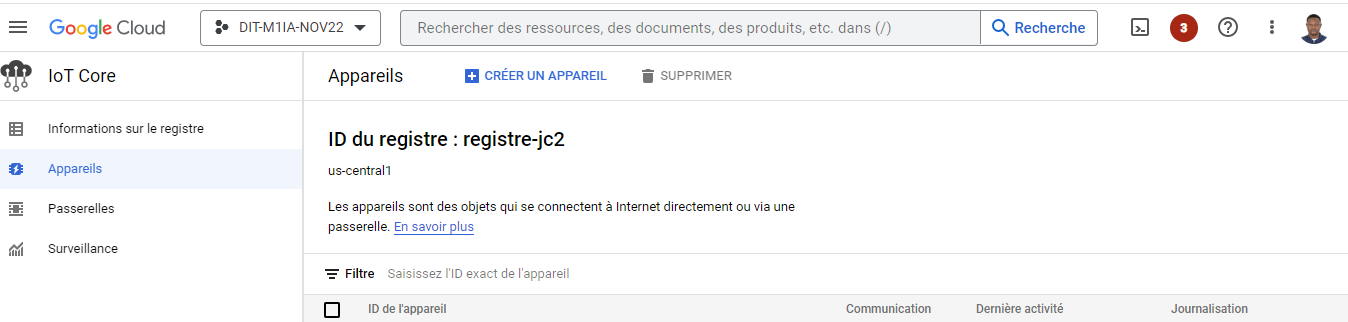 Google Cloud
DIT-M1IA-NOV22
Rechercher des ressources, des documents, des produits, etc. dans (/)
Recherche
3
IoT Core
Appareils
CRÉER UN APPAREIL
SUPPRIMER
Informations sur le registre
Appareils
Passerelles
Surveillance
ID du registre : registre-jc2
us-central1
Les appareils sont des objets qui se connectent à Internet directement ou via une
passerelle. En savoir plus
Filtre Saisissez l'ID exact de l'appareil
ID de l'appareil Communication Dernière activité Journalisation